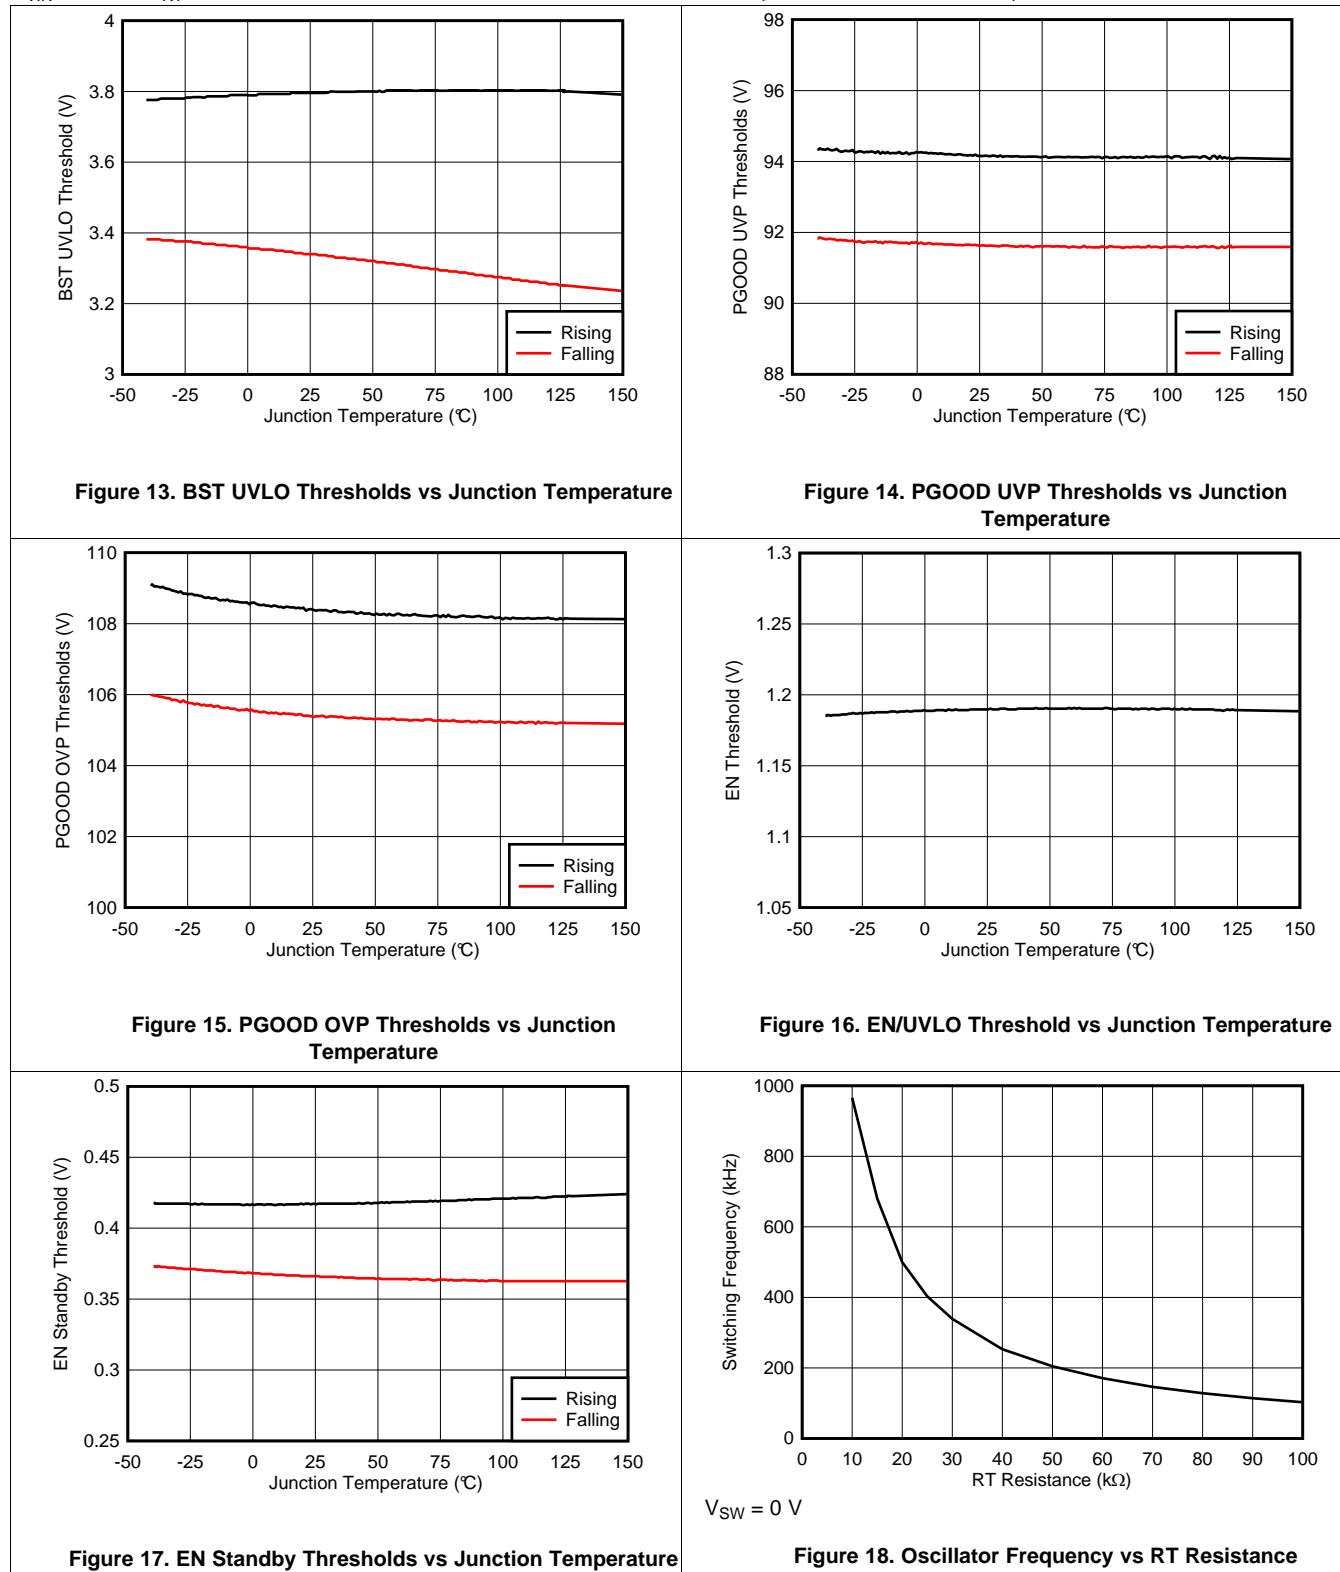 4
3.8
3.6
3.4
3.2
3
BST UVLO Threshold (V)
-50 -25 0 25 50 75 100 125 150
Junction Temperature (°C)
Rising
Falling
Figure 13. BST UVLO Thresholds vs Junction Temperature
98
96
94
92
90
88
PGOOD UVP Thresholds (V)
-50 -25 0 25 50 75 100 125 150
Junction Temperature (°C)
Rising
Falling
Figure 14. PGOOD UVP Thresholds vs Junction
Temperature
110
108
106
104
102
100
PGOOD OVP Thresholds (V)
-50 -25 0 25 50 75 100 125 150
Junction Temperature (°C)
Rising
Falling
Figure 15. PGOOD OVP Thresholds vs Junction
Temperature
1.3
1.25
1.2
1.15
1.1
1.05
EN Threshold (V)
-50 -25 0 25 50 75 100 125 150
Junction Temperature (°C)
Figure 16. EN/UVLO Threshold vs Junction Temperature
0.5
0.45
0.4
0.35
0.3
0.25
EN Standby Threshold (V)
-50 -25 0 25 50 75 100 125 150
Junction Temperature (°C)
Rising
Falling
Figure 17. EN Standby Thresholds vs Junction Temperature
1000
800
600
400
200
0
Switching Frequency (kHz)
0 10 20 30 40 50 60 70 80 90 100
RT Resistance (kΩ)
VSW = 0 V
Figure 18. Oscillator Frequency vs RT Resistance